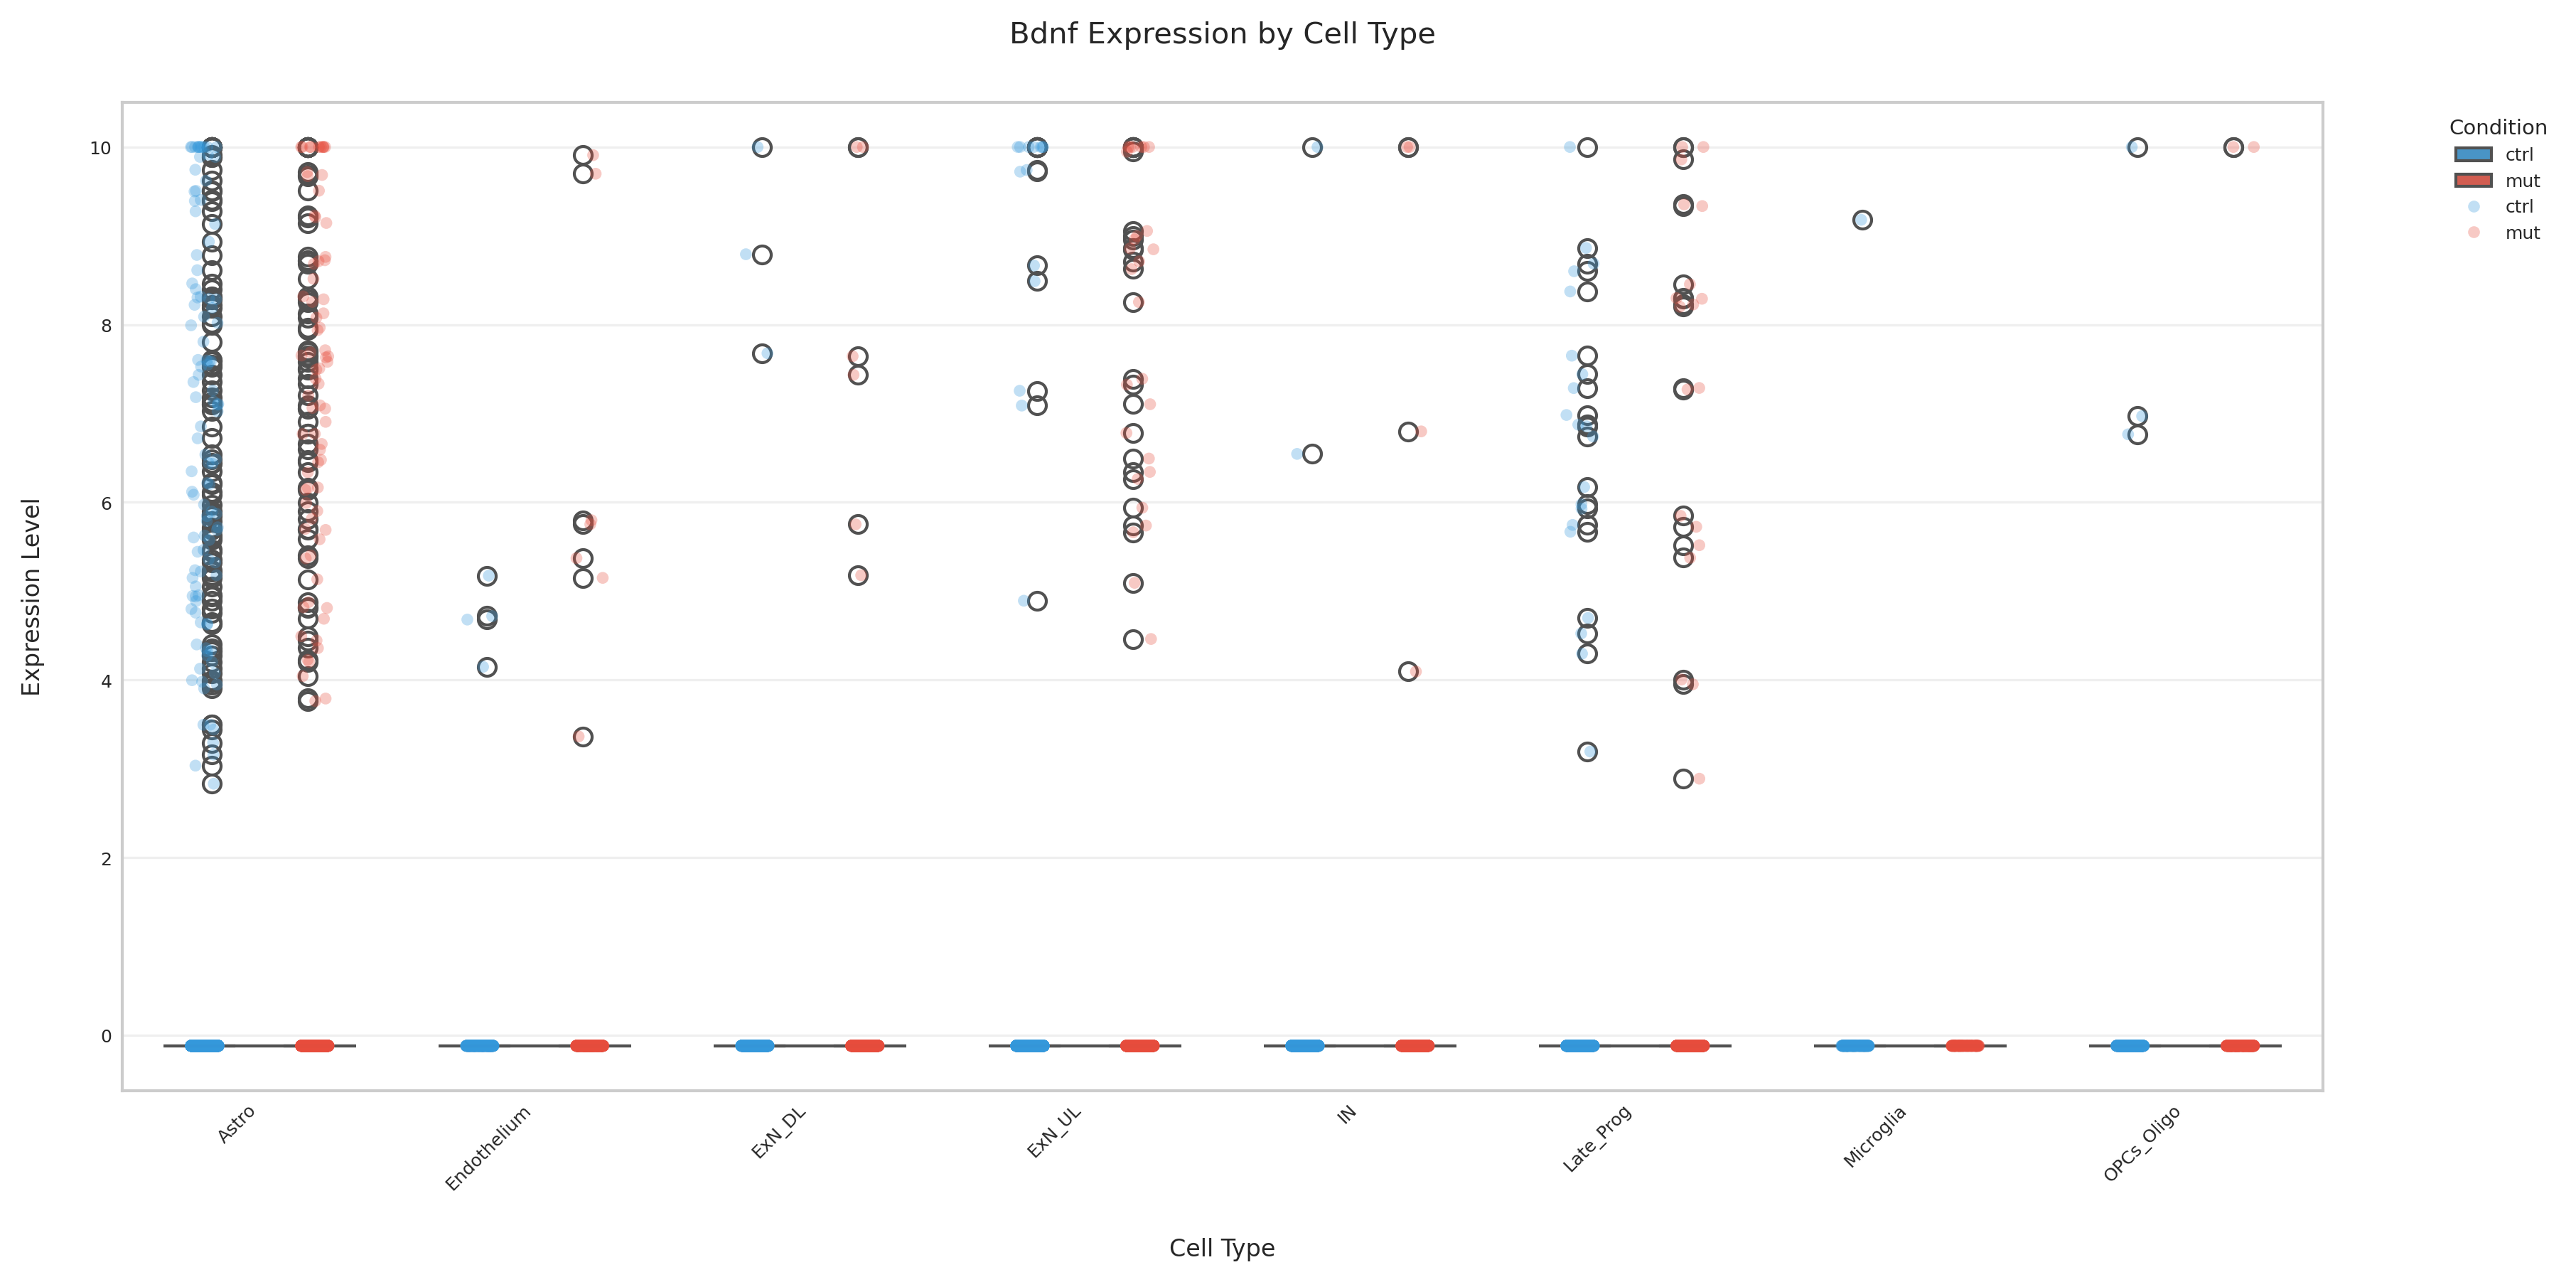 Bdnf Expression by Cell Type
Condition
ctrl
mut
ctrl
mut
Expression Level
10
8
6
4
2
0
Astro
Endothelium
ExN_DL
ExN_UL
IN
Late_Prog
Microglia
OPCs_Oligo
Cell Type